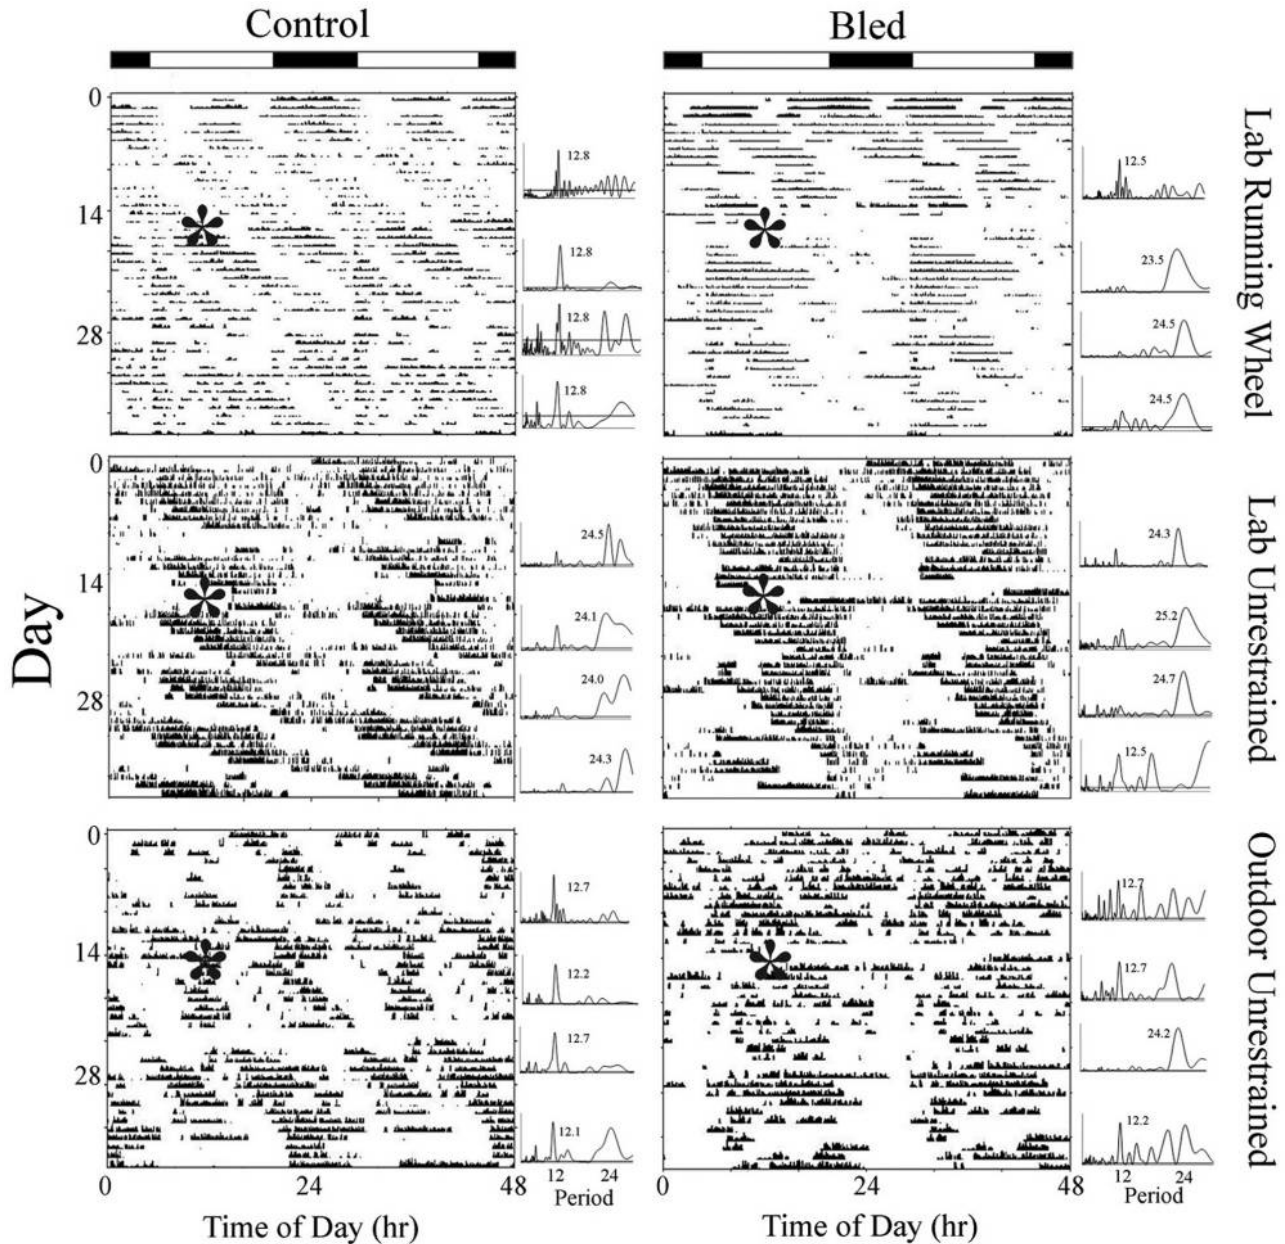 Control
Bled
0
14
28
12.8
12.8
12.8
12.8
12.5
23.5
24.5
24.5
Lab Running Wheel
Day
0
14
28
24.5
24.1
24.0
24.3
24.3
25.2
24.7
12.5
Lab Unrestrained
0
14
28
12.7
12.2
12.7
12.1
12.7
12.7
24.2
12.2
Outdoor Unrestrained
0 24 48
12 24
Period
0 24 48
12 24
Period
Time of Day (hr)
Time of Day (hr)